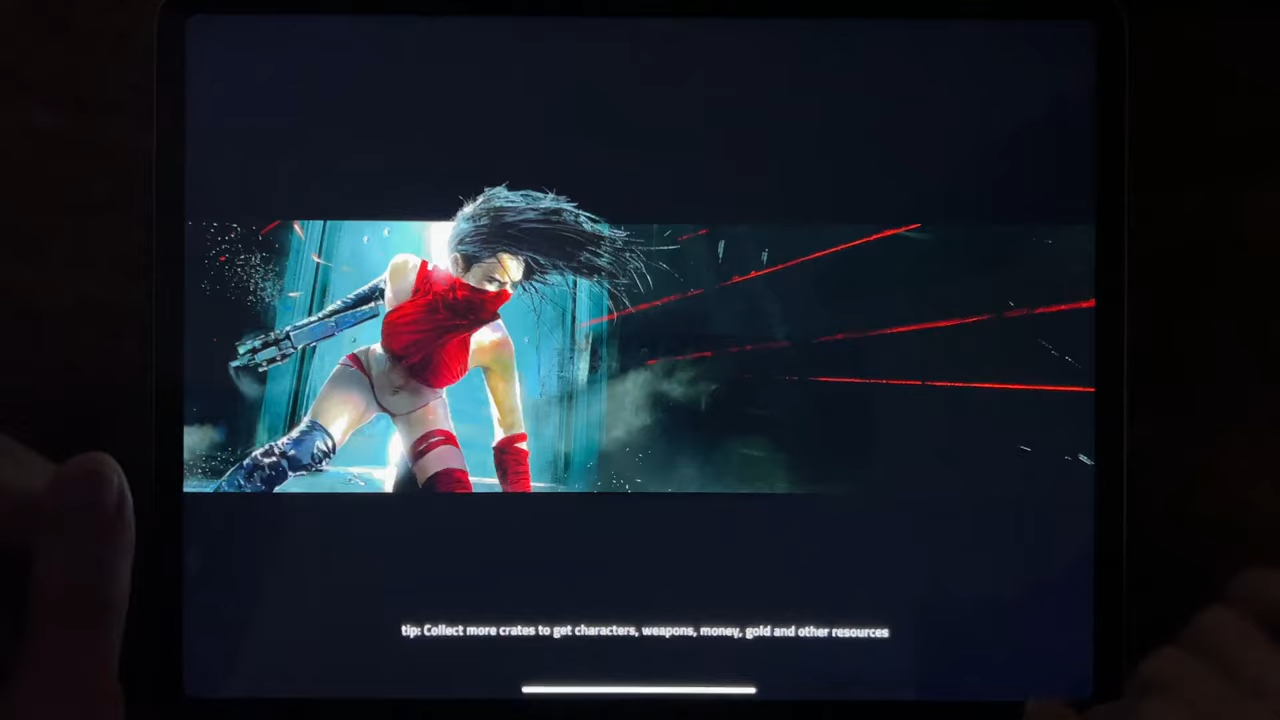 tip: Collect more crates to get characters, weapons, money, gold and other resources